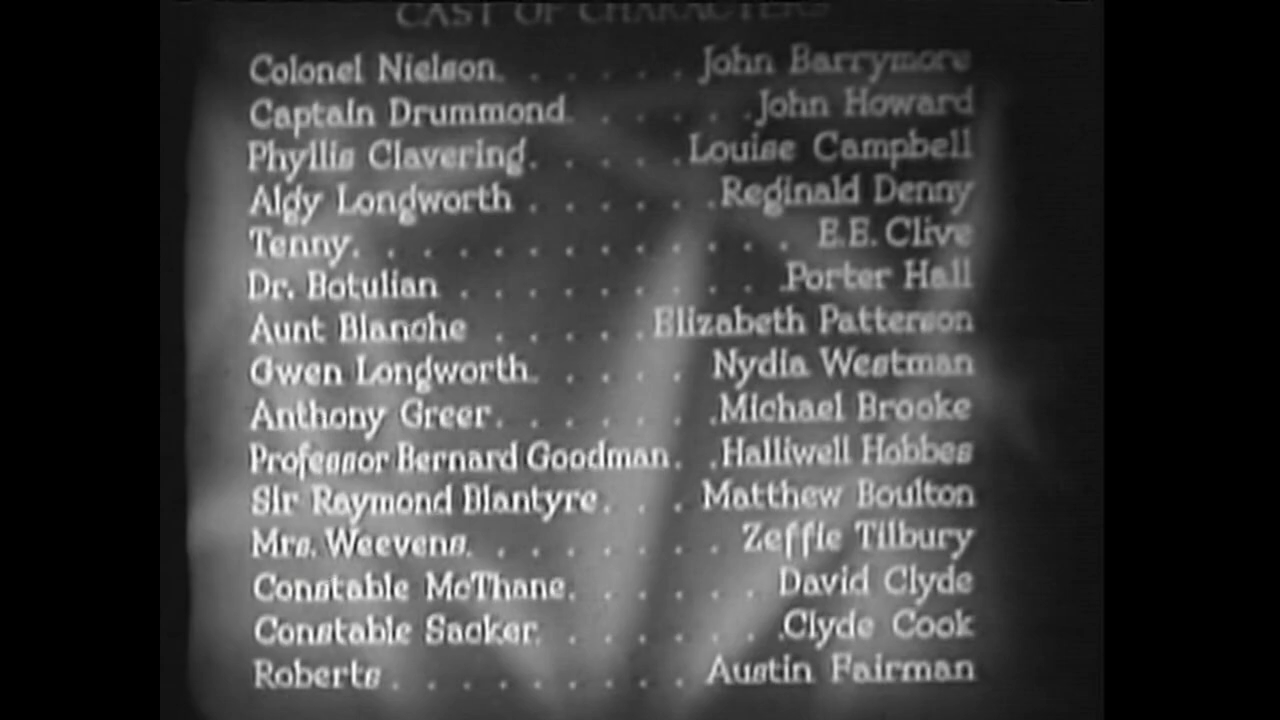 CAST OF CHARACTERS
Colonel Nielson. . . . . . John Barrymore
Captain Drummond. . . . . . John Howard
Phyllis Clavering. . . . . . Louise Campbell
Algy Longworth . . . . . . Reginald Denny
Tenny. . . . . . . . . . . . . E.E. Clive
Dr. Botulian . . . . . . . . . . Porter Hall
Aunt Blanche . . . . . Elizabeth Patterson
Gwen Longworth. . . . . Nydia Westman
Anthony Greer. . . . . . . Michael Brooke
Professor Bernard Goodman. . Halliwell Hobbes
Sir Raymond Blantyre. . . Matthew Boulton
Mrs. Weevens. . . . . . . . Zeffie Tilbury
Constable McThane. . . . . . David Clyde
Constable Sacker. . . . . . . . Clyde Cook
Roberts . . . . . . . . . Austin Fairman